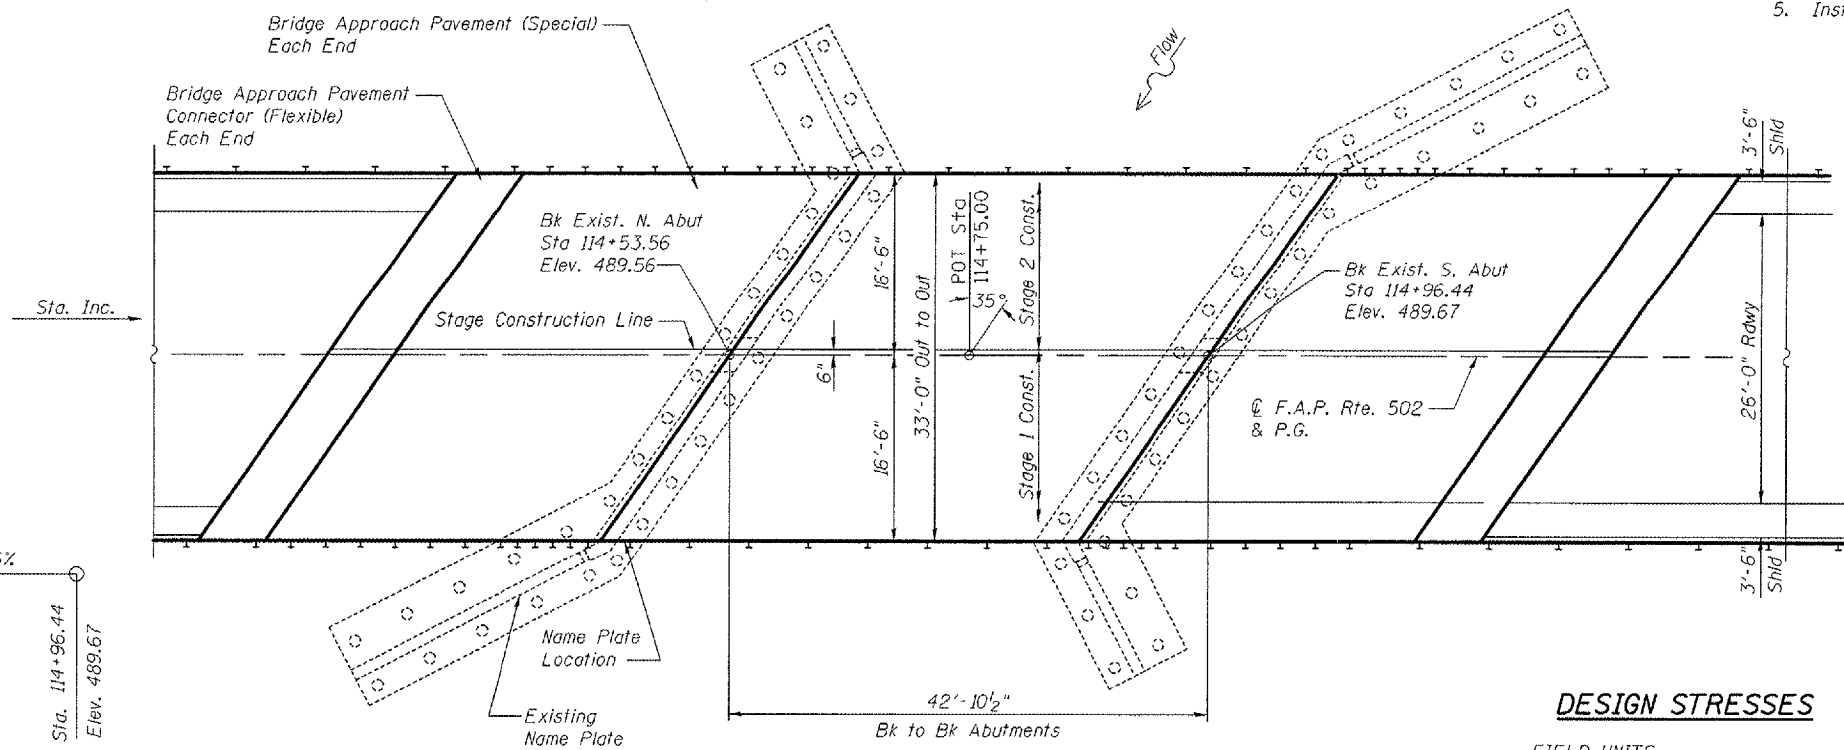 Bridge Approach Pavement (Special)
Each End
Bridge Approach Pavement
Connector (Flexible)
Each End
Flow
5.
3'-6"
Shld
Bk Exist. N. Abut
Sta 114+53.56
Elev. 489.56
16'-6"
33'-0" Out to Out
POT Sta
114+75.00
35°
Stage 2 Const.
Bk Exist. S. Abut
Sta 114+96.44
Elev. 489.67
Sta. Inc.
Stage Construction Line
6"
26'-0" Rdwy
℄ F.A.P. Rte. 502
& P.G.
16'-6"
Stage 1 Const.
3'-6"
Shld
Sta. 114+96.44
Elev. 489.67
Name Plate
Location
Existing
Name Plate
42'-10½"
Bk to Bk Abutments
DESIGN STRESSES
FIELD UNITS